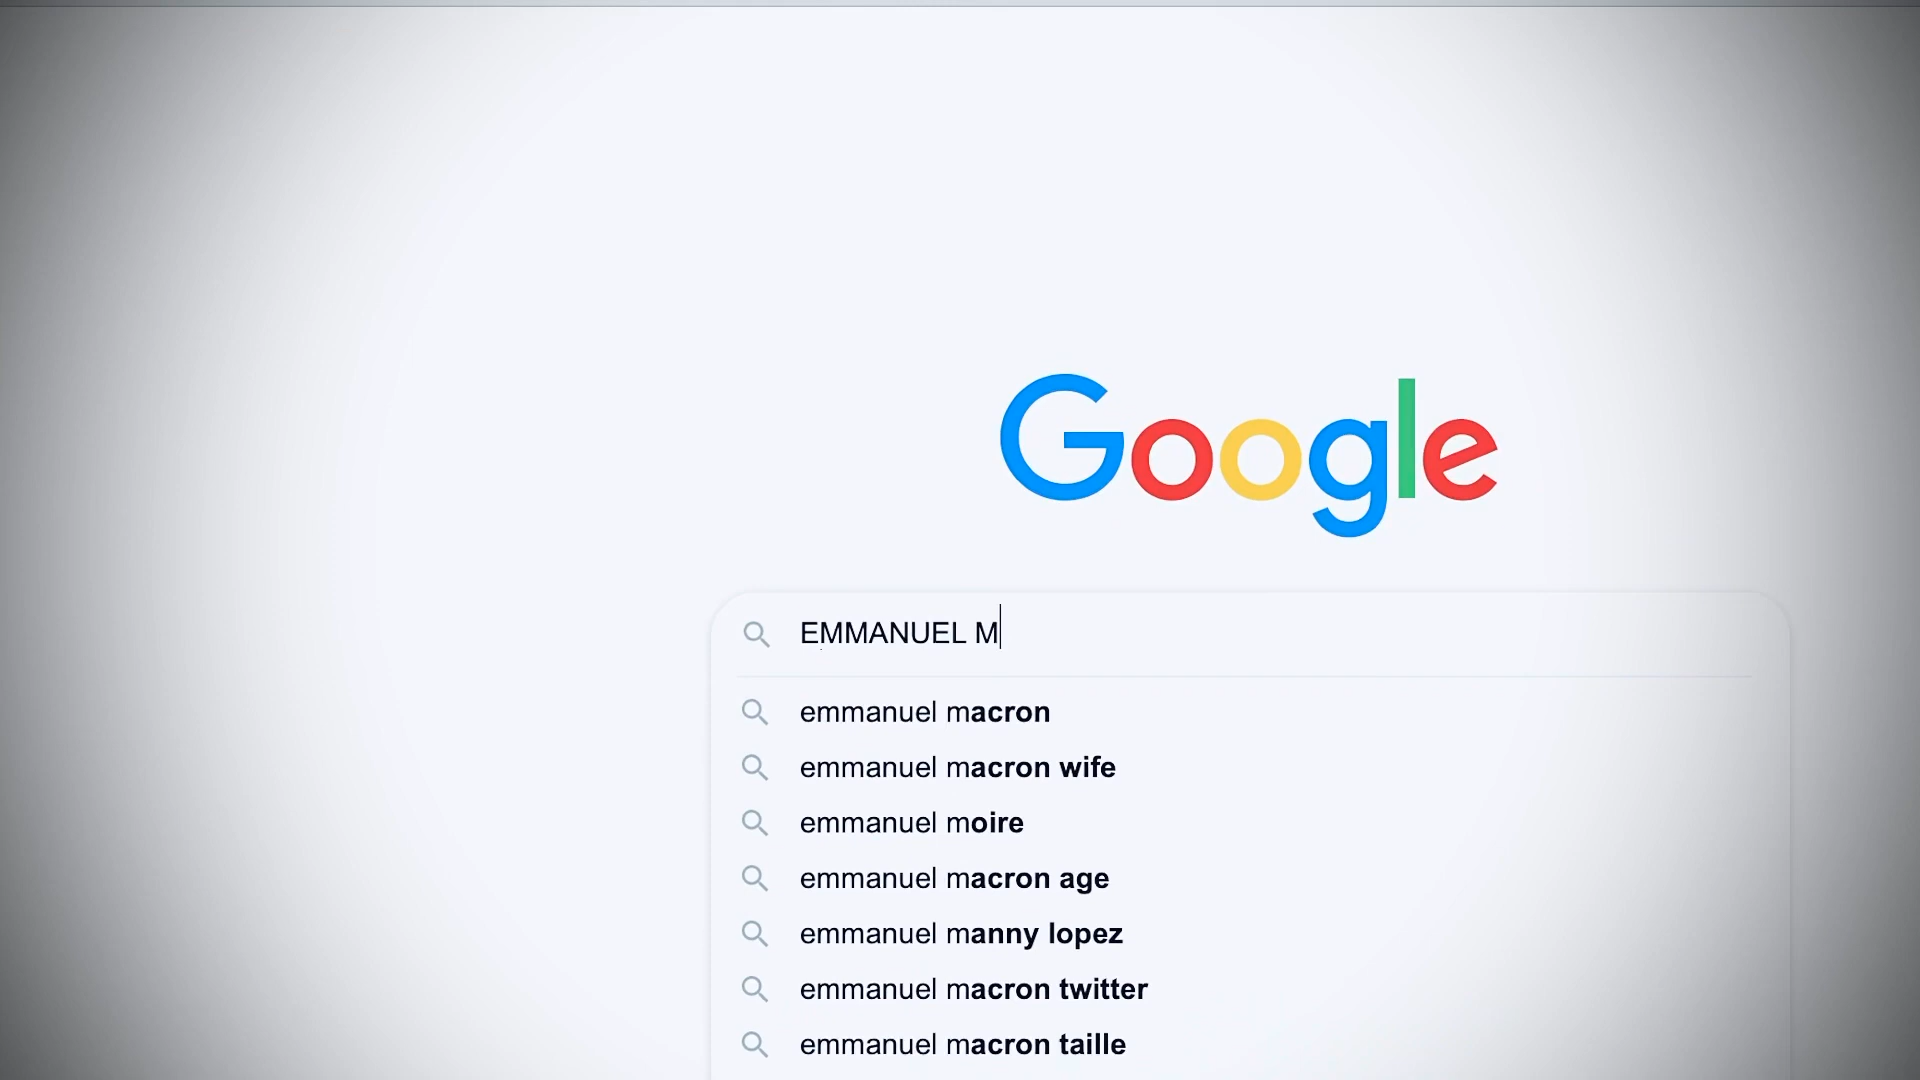 Google
EMMANUEL M
emmanuel macron
emmanuel macron wife
emmanuel moire
emmanuel macron age
emmanuel manny lopez
emmanuel macron twitter
emmanuel macron taille